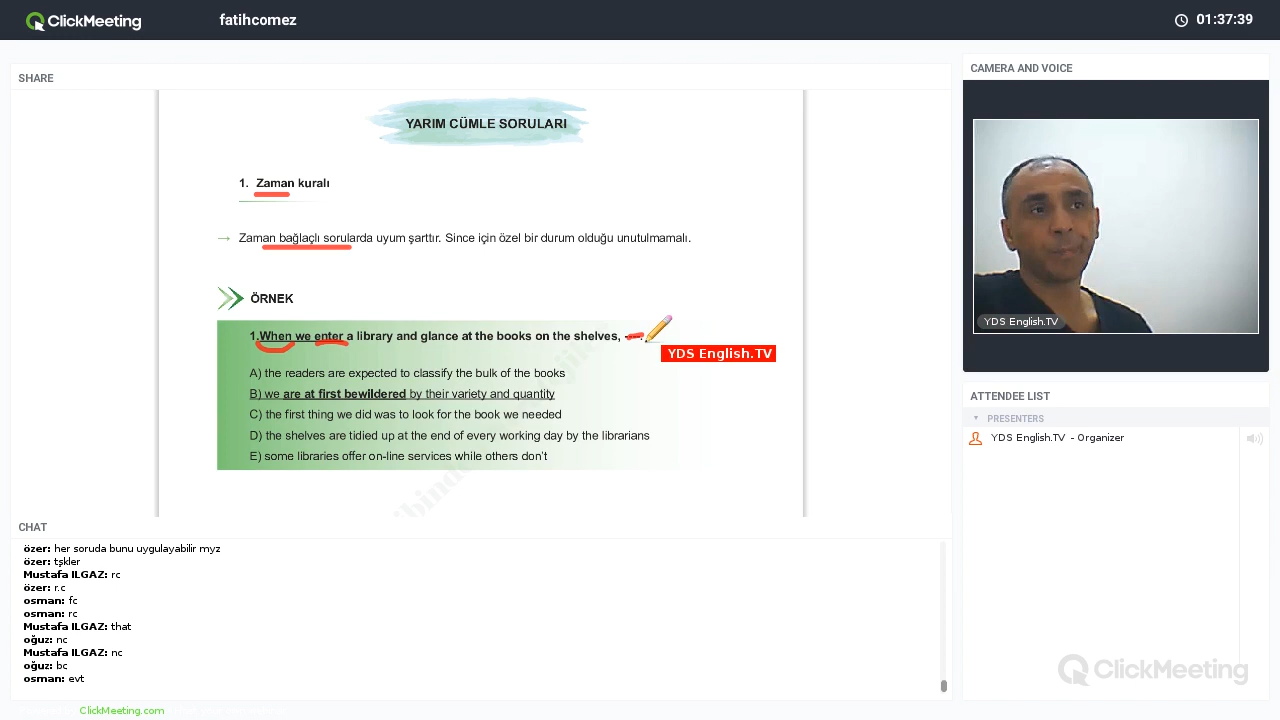 ClickMeeting
fatihcomez
01:37:39
SHARE
YARIM CÜMLE SORULARI
1. Zaman kuralı
→ Zaman bağlaçlı sorularda uyum şarttır. Since için özel bir durum olduğu unutulmamalı.
ÖRNEK
1.When we enter a library and glance at the books on the shelves, ----.
YDS English.TV
A) the readers are expected to classify the bulk of the books
B) we are at first bewildered by their variety and quantity
C) the first thing we did was to look for the book we needed
D) the shelves are tidied up at the end of every working day by the librarians
E) some libraries offer on-line services while others don't
CHAT
özer: her soruda bunu uygulayabilir myz
özer: tşkler
Mustafa ILGAZ: rc
özer: r.c
osman: fc
osman: rc
Mustafa ILGAZ: that
oğuz: nc
Mustafa ILGAZ: nc
oğuz: bc
osman: evt
ClickMeeting.com
CAMERA AND VOICE
YDS English.TV
ATTENDEE LIST
PRESENTERS
YDS English.TV - Organizer
ClickMeeting